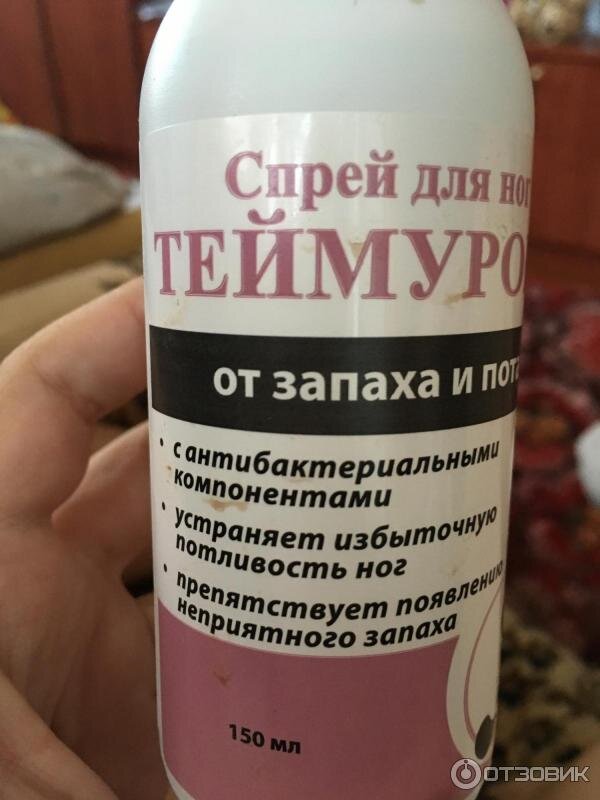 Спрей для ног
ТЕЙМУРО
от запаха и пота
• с антибактериальными
компонентами
• устраняет избыточную
потливость ног
• препятствует появлению
неприятного запаха
150 мл
ОТЗОВИК